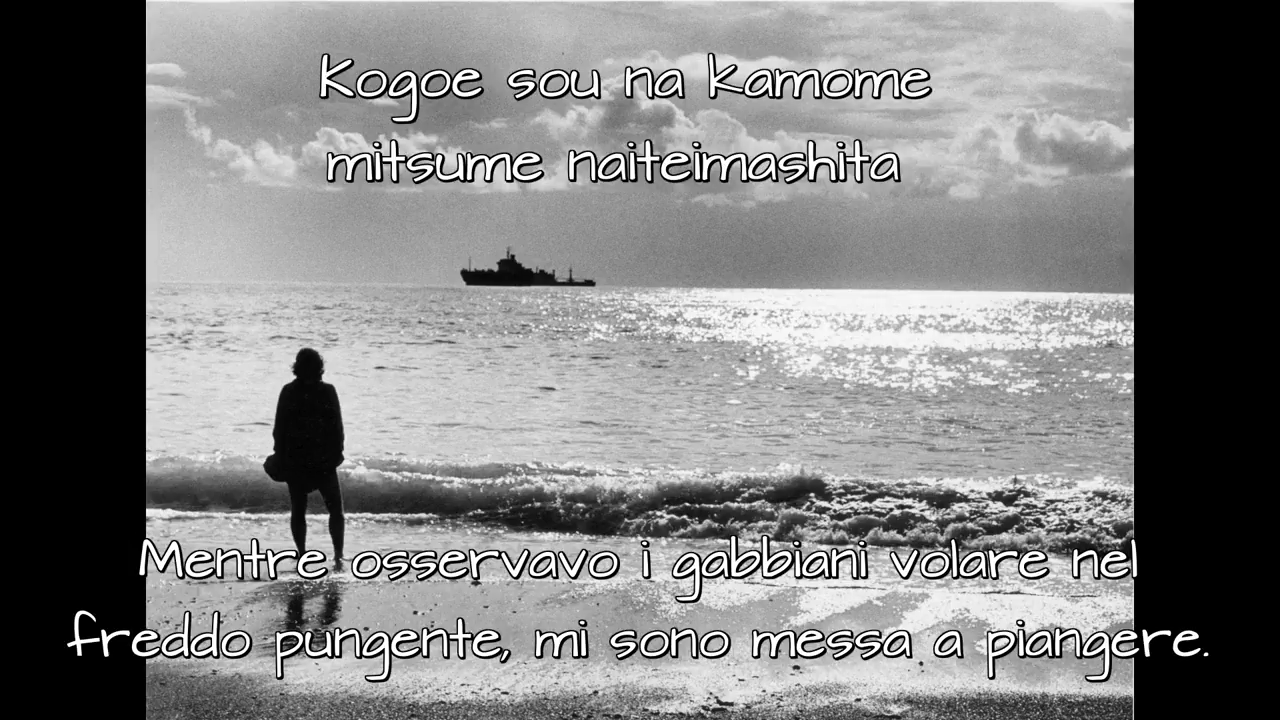 Kogoe sou na kamome
mitsume naiteimashita
Mentre osservavo i gabbiani volare nel
freddo pungente, mi sono messa a piangere.